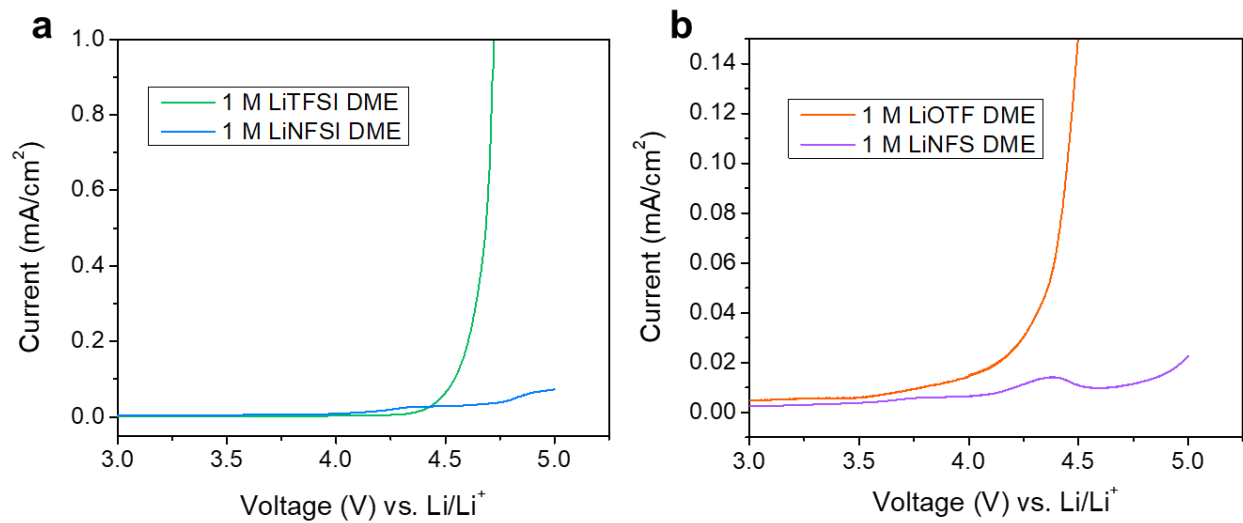 a
1.0
0.8
0.6
0.4
0.2
0.0
Current (mA/cm²)
1 M LiTFSI DME
1 M LiNFSI DME
3.0 3.5 4.0 4.5 5.0
Voltage (V) vs. Li/Li⁺
b
0.14
0.12
0.10
0.08
0.06
0.04
0.02
0.00
Current (mA/cm²)
1 M LiOTF DME
1 M LiNFS DME
3.0 3.5 4.0 4.5 5.0
Voltage (V) vs. Li/Li⁺